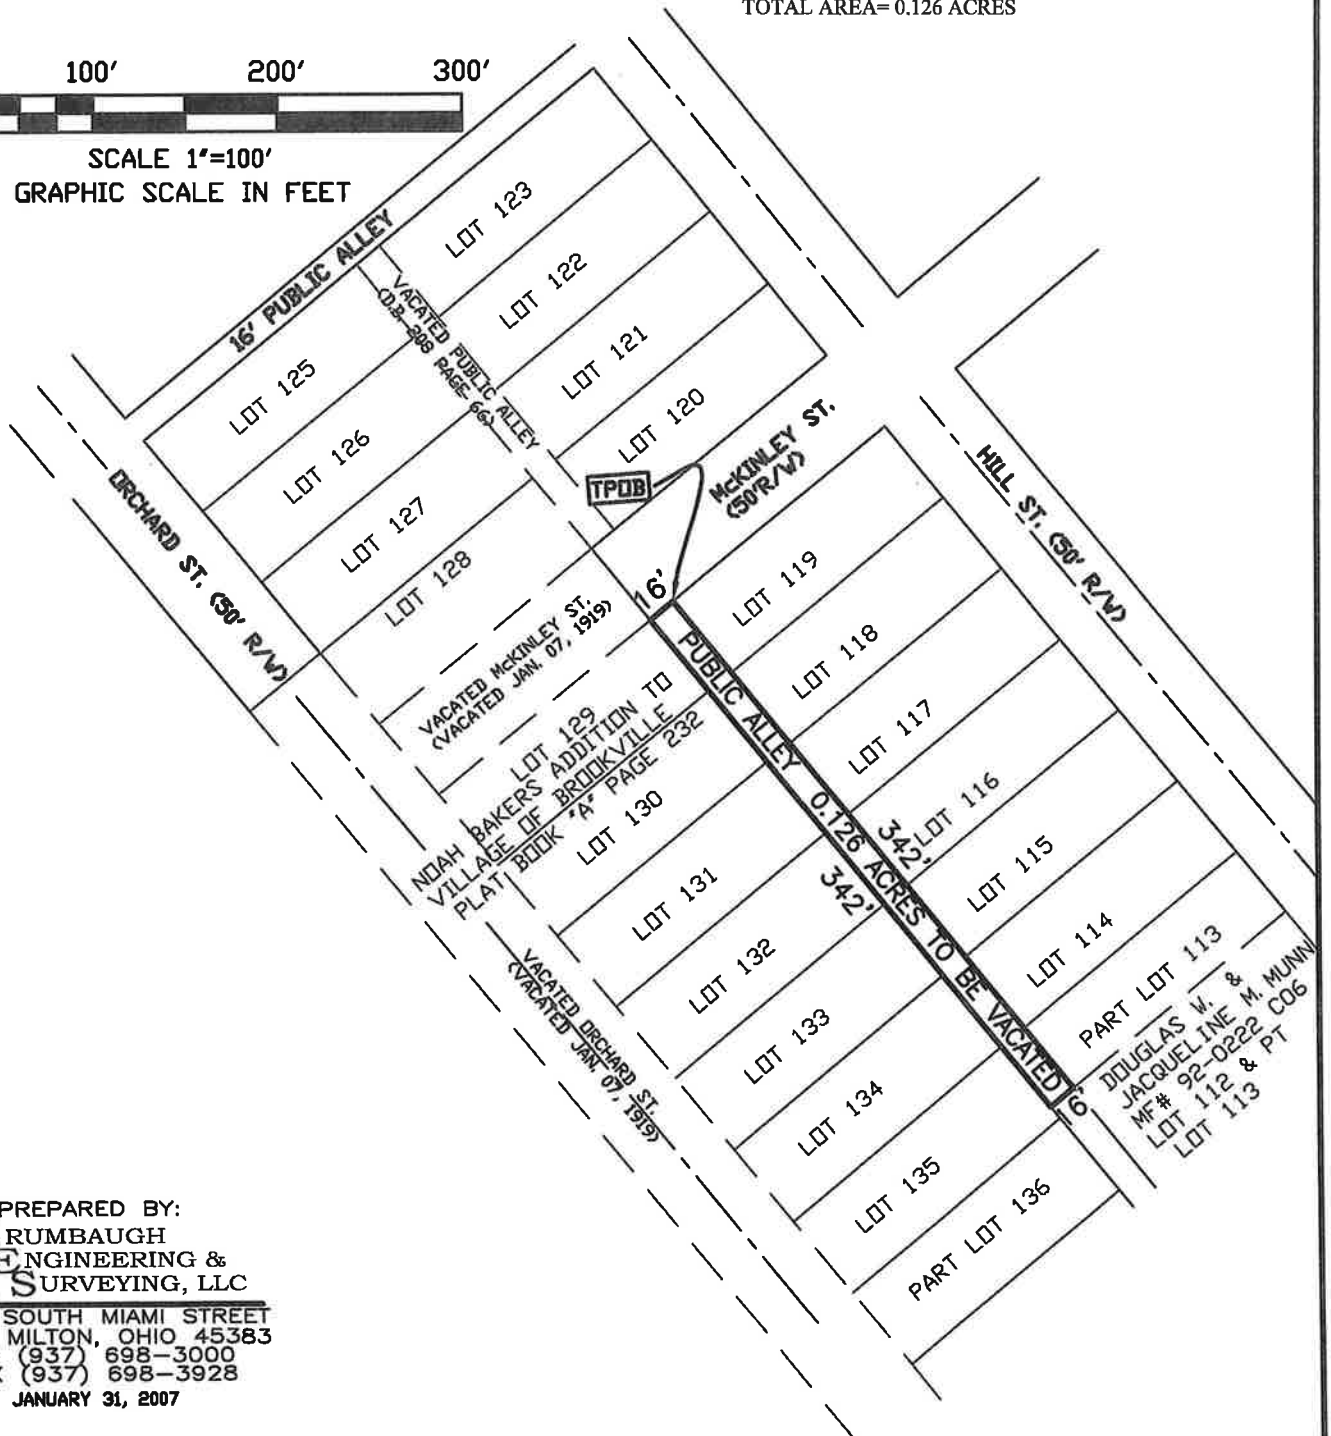 TOTAL AREA= 0.126 ACRES
100' 200' 300'
SCALE 1"=100'
GRAPHIC SCALE IN FEET
16' PUBLIC ALLEY
LOT 123
LOT 122
LOT 121
LOT 120
VACATED PUBLIC ALLEY
(D.B. 208 PAGE 66)
LOT 125
LOT 126
LOT 127
LOT 128
ORCHARD ST. (50' R/W)
TPOB
McKINLEY ST.
(50'R/W)
HILL ST. (50' R/W)
16'
VACATED McKINLEY ST.
(VACATED JAN. 07, 1919)
LOT 119
LOT 118
LOT 117
LOT 116
LOT 115
LOT 114
PART LOT 113
PUBLIC ALLEY 0.126 ACRES TO BE VACATED
342'
342'
16'
LOT 129
NOAH BAKERS ADDITION TO
VILLAGE OF BROOKVILLE
PLAT BOOK "A" PAGE 232
LOT 130
LOT 131
LOT 132
LOT 133
LOT 134
LOT 135
PART LOT 136
VACATED ORCHARD ST.
(VACATED JAN. 07, 1919)
DOUGLAS W. &
JACQUELINE M. MUNN
MF# 92-0222 C06
LOT 112 & PT
LOT 113
PREPARED BY:
RUMBAUGH
ENGINEERING &
SURVEYING, LLC
SOUTH MIAMI STREET
MILTON, OHIO 45383
(937) 698-3000
(937) 698-3928
JANUARY 31, 2007